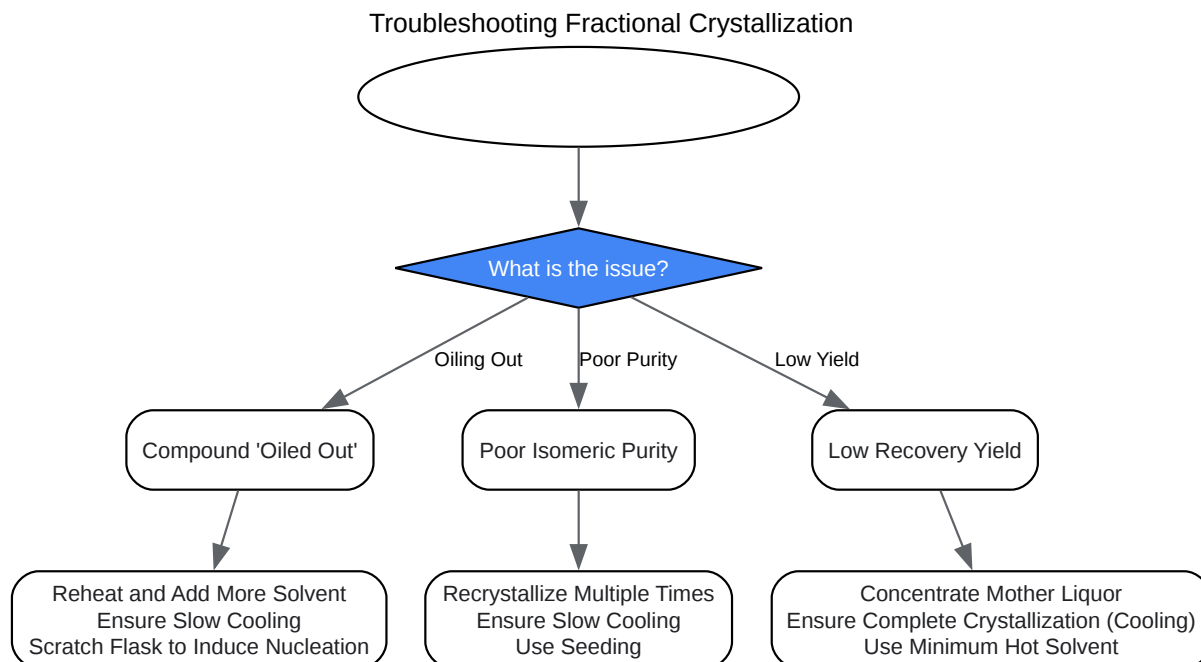 Troubleshooting Fractional Crystallization
What is the issue?
Oiling Out
Poor Purity
Low Yield
Compound 'Oiled Out'
Poor Isomeric Purity
Low Recovery Yield
Reheat and Add More Solvent
Ensure Slow Cooling
Scratch Flask to Induce Nucleation
Recrystallize Multiple Times
Ensure Slow Cooling
Use Seeding
Concentrate Mother Liquor
Ensure Complete Crystallization (Cooling)
Use Minimum Hot Solvent